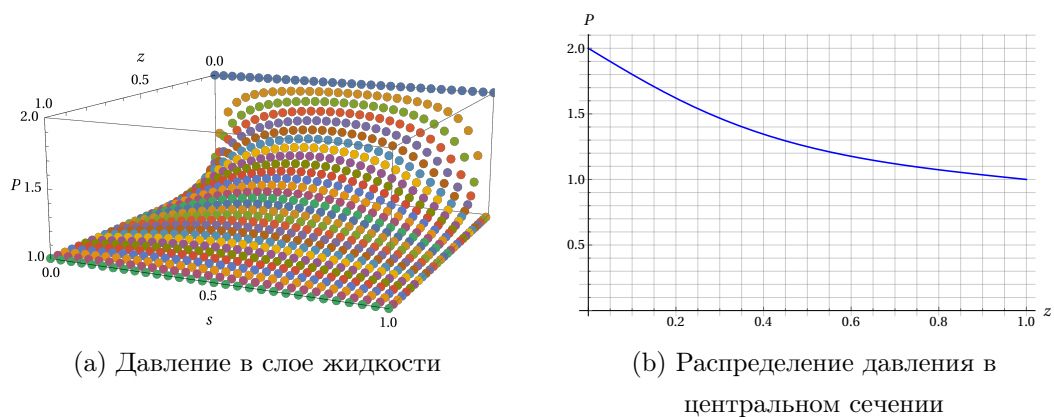 z
0.0
0.5
1.0
2.0
P 1.5
1.0
0.0
0.5
s
1.0
(a) Давление в слое жидкости
P
2.0
1.5
1.0
0.5
0.2 0.4 0.6 0.8 1.0 z
(b) Распределение давления в
центральном сечении